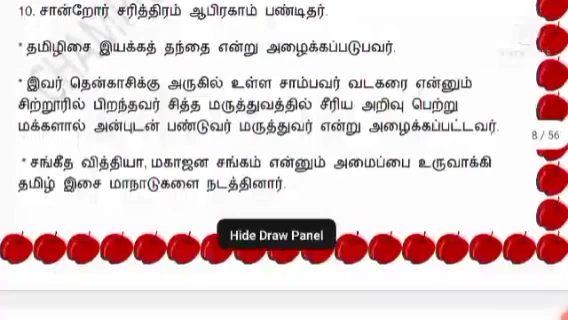 10. சான்றோர் சரித்திரம் ஆபிரகாம் பண்டிதர்.
* தமிழிசை இயக்கத் தந்தை என்று அழைக்கப்படுபவர்.
* இவர் தென்காசிக்கு அருகில் உள்ள சாம்பவர் வடகரை என்னும்
சிற்றூரில் பிறந்தவர் சித்த மருத்துவத்தில் சீரிய அறிவு பெற்று
மக்களால் அன்புடன் பண்டுவர் மருத்துவர் என்று அழைக்கப்பட்டவர்.
8 / 56
* சங்கீத வித்தியா, மகாஜன சங்கம் என்னும் அமைப்பை உருவாக்கி
தமிழ் இசை மாநாடுகளை நடத்தினார்.
Hide Draw Panel